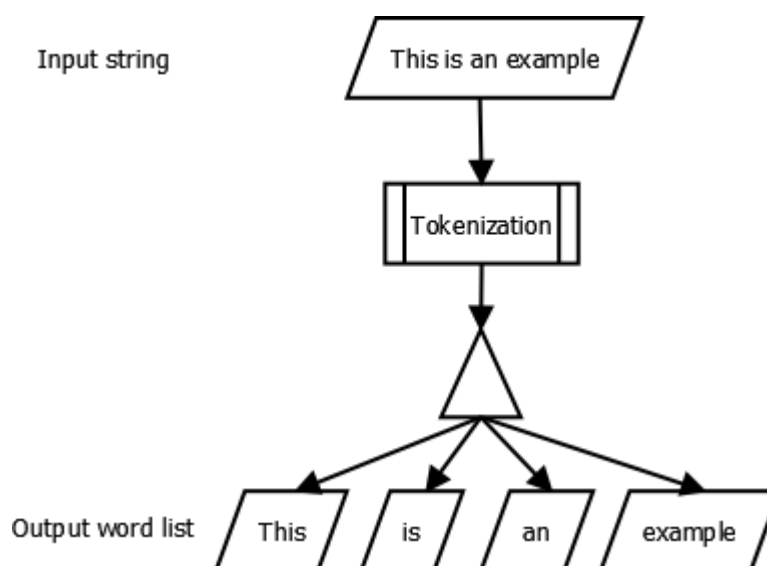 Input string
This is an example
Tokenization
Output word list
This
is
an
example